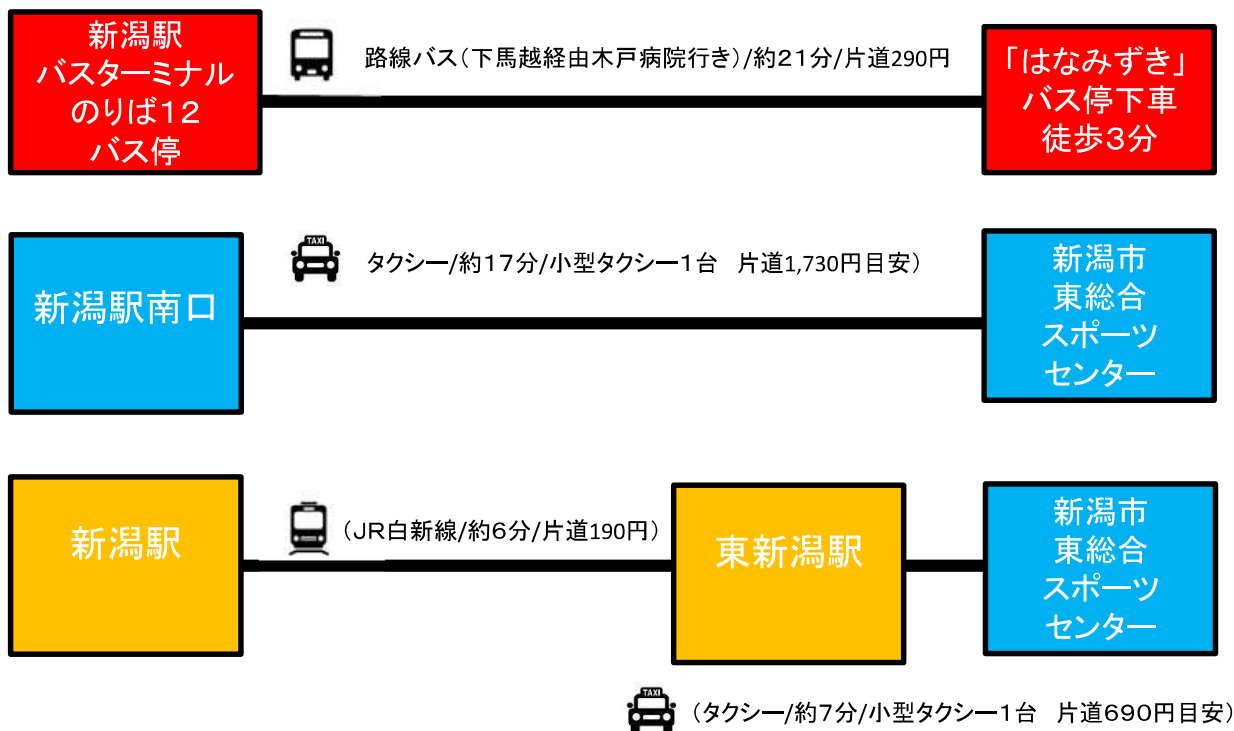 新潟駅
バスターミナル
のりば12
バス停
路線バス(下馬越経由木戸病院行き)/約21分/片道290円
「はなみずき」
バス停下車
徒歩3分
新潟駅南口
TAXI
タクシー/約17分/小型タクシー1台 片道1,730円目安)
新潟市
東総合
スポーツ
センター
新潟駅
(JR白新線/約6分/片道190円)
東新潟駅
新潟市
東総合
スポーツ
センター
TAXI
(タクシー/約7分/小型タクシー1台 片道690円目安)